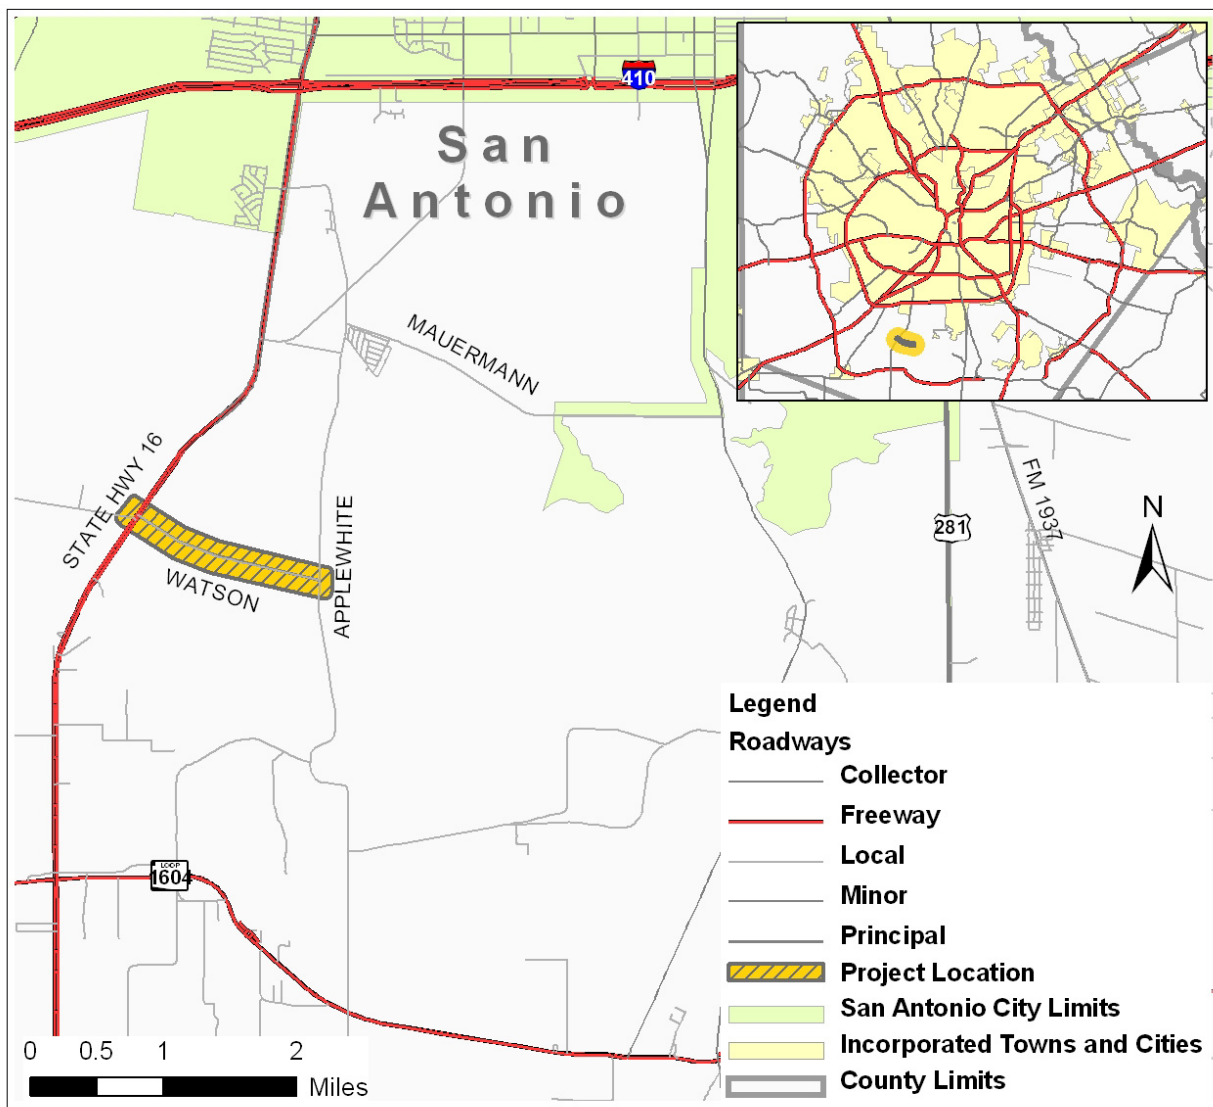 410
San
Antonio
MAUERMANN
STATE HWY 16
APPLEWHITE
WATSON
FM 1937
281
N
LOOP
1604
Legend
Roadways
Collector
Freeway
Local
Minor
Principal
Project Location
San Antonio City Limits
Incorporated Towns and Cities
County Limits
0 0.5 1 2
Miles